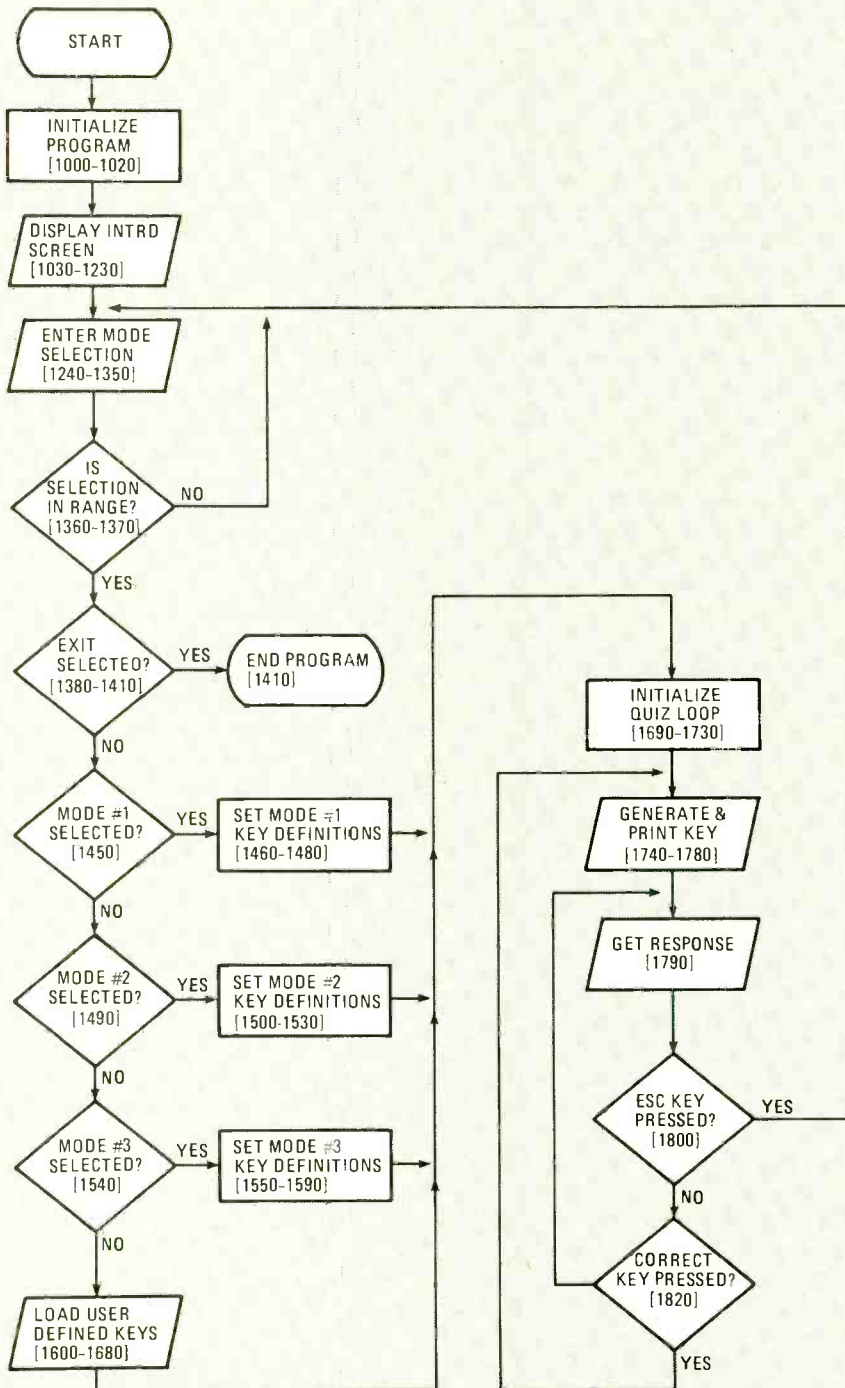 START
INITIALIZE
PROGRAM
[1000-1020]
DISPLAY INTRD
SCREEN
[1030-1230]
ENTER MODE
SELECTION
[1240-1350]
IS
SELECTION
IN RANGE?
[1360-1370]
NO
YES
EXIT
SELECTED?
[1380-1410]
YES
END PROGRAM
[1410]
NO
MODE #1
SELECTED?
[1450]
YES
SET MODE #1
KEY DEFINITIONS
[1460-1480]
NO
MODE #2
SELECTED?
[1490]
YES
SET MODE #2
KEY DEFINITIONS
[1500-1530]
NO
MODE #3
SELECTED?
[1540]
YES
SET MODE #3
KEY DEFINITIONS
[1550-1590]
NO
LOAD USER
DEFINED KEYS
[1600-1680]
INITIALIZE
QUIZ LOOP
[1690-1730]
GENERATE &
PRINT KEY
[1740-1780]
GET RESPONSE
[1790]
ESC KEY
PRESSED?
[1800]
YES
NO
CORRECT
KEY PRESSED?
[1820]
YES